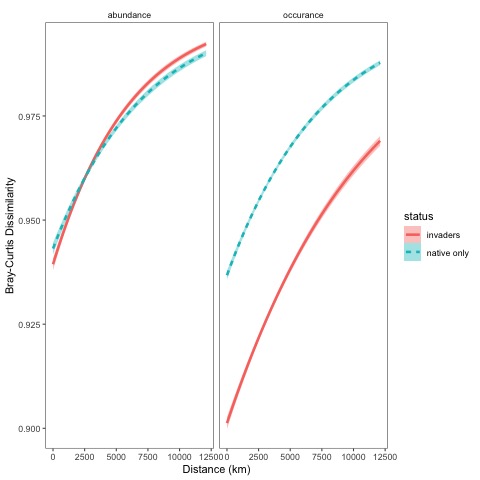 abundance
occurance
0.975
0.950
0.925
0.900
Bray-Curtis Dissimilarity
0 2500 5000 7500 10000 12500
0 2500 5000 7500 10000 12500
Distance (km)
status
invaders
native only